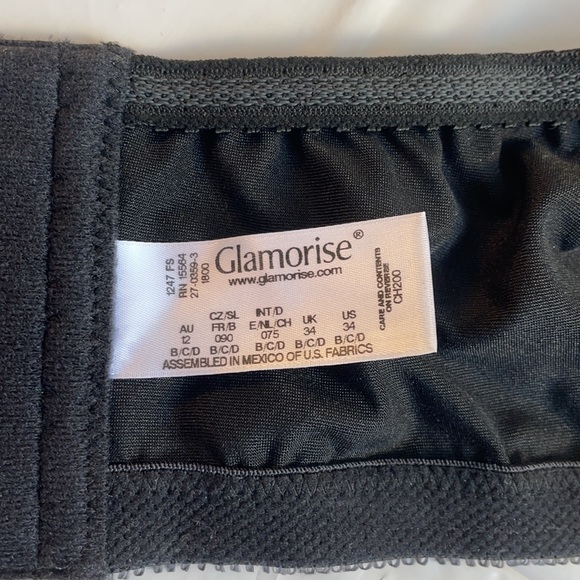 1247 FS
RN 15564
27-0359-3
1800
Glamorise®
www.glamorise.com
CARE AND CONTENTS
ON REVERSE
CH200
CZ/SL INT/D
AU FR/B E/NL/CH UK US
12 090 075 34 34
B/C/D B/C/D B/C/D B/C/D B/C/D
ASSEMBLED IN MEXICO OF U.S. FABRICS